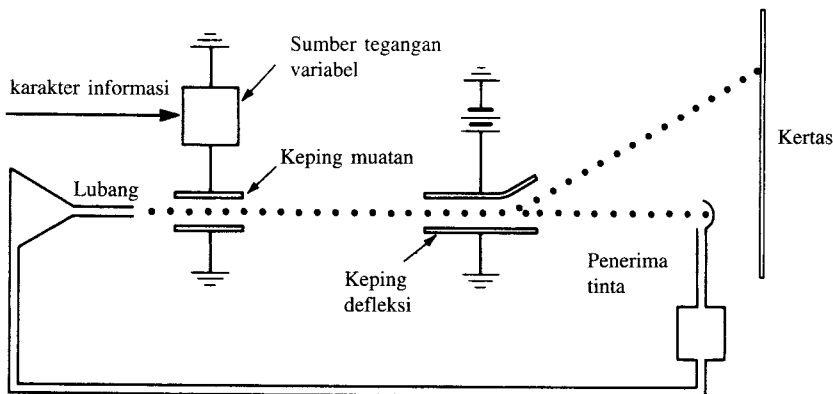 Sumber tegangan
variabel
karakter informasi
Keping muatan
Lubang
Kertas
Keping
defleksi
Penerima
tinta